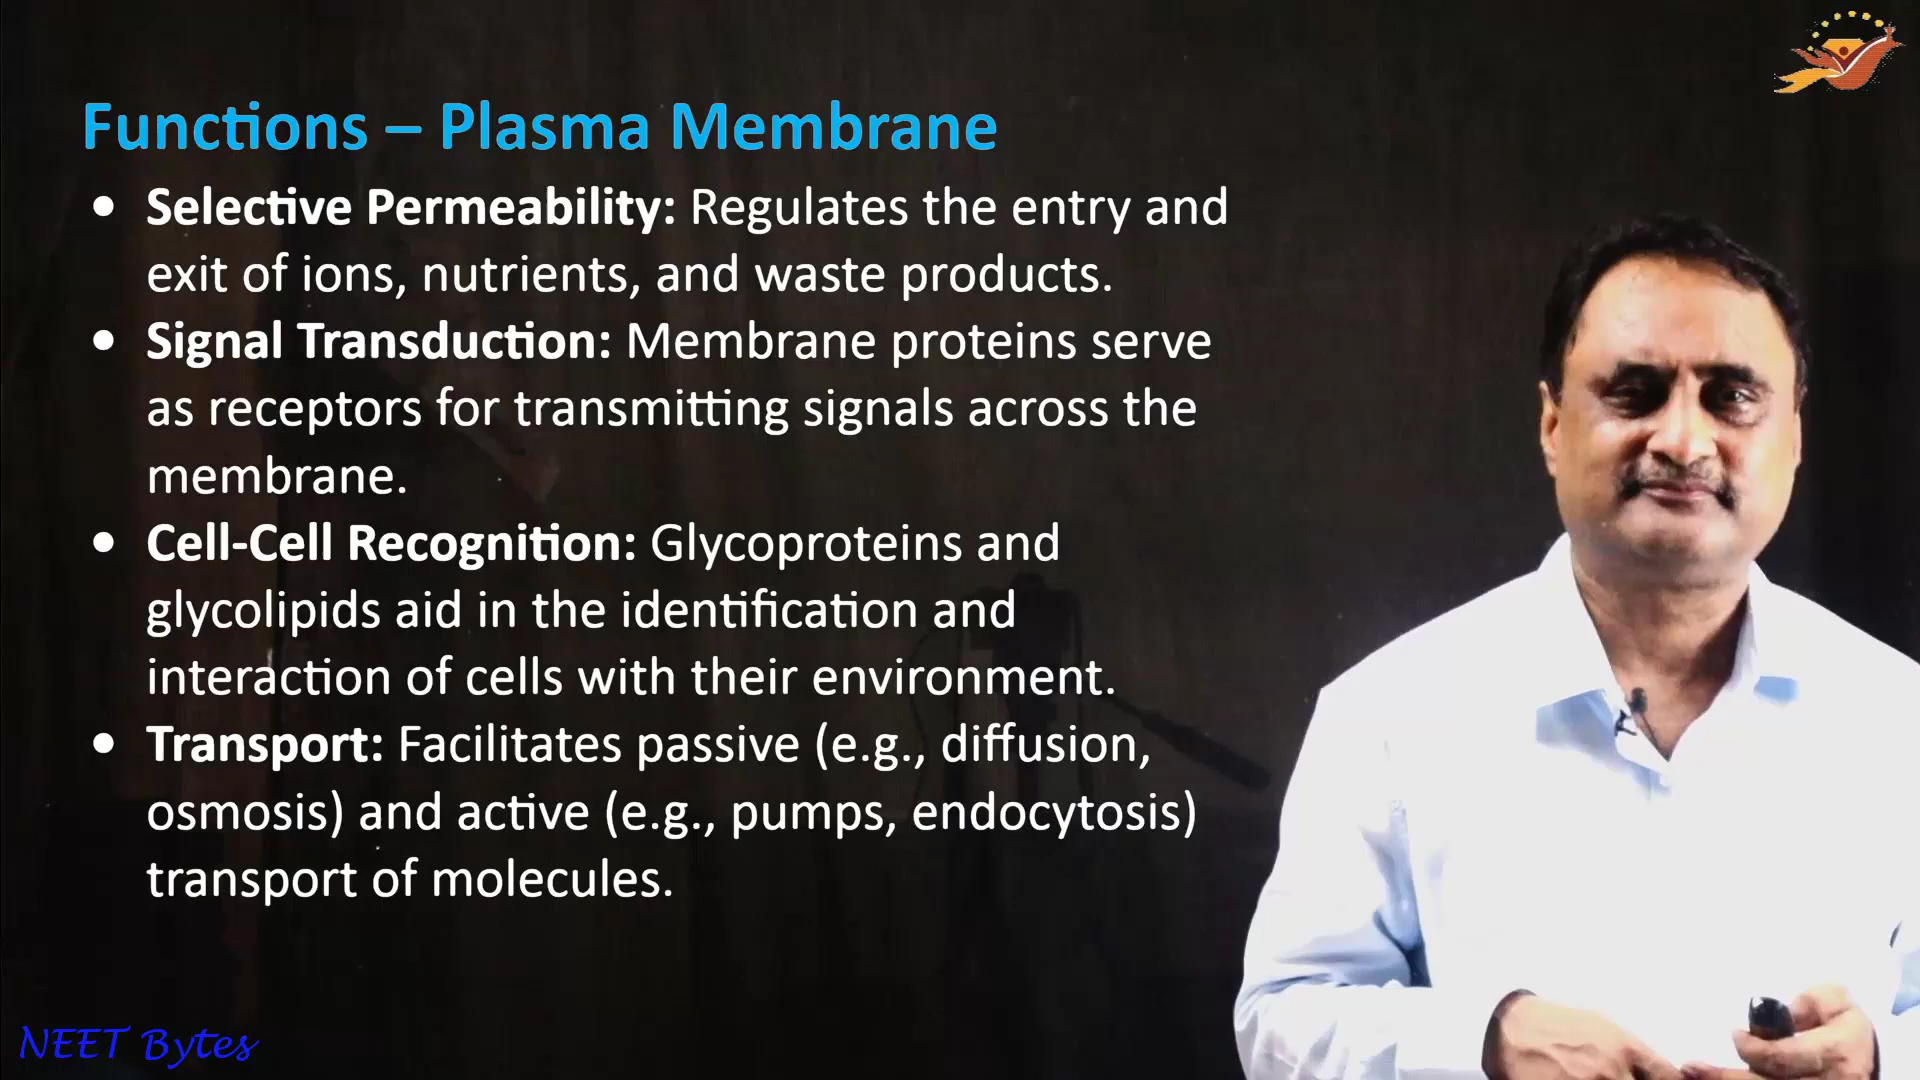 Functions – Plasma Membrane
• Selective Permeability: Regulates the entry and
exit of ions, nutrients, and waste products.
• Signal Transduction: Membrane proteins serve
as receptors for transmitting signals across the
membrane.
• Cell-Cell Recognition: Glycoproteins and
glycolipids aid in the identification and
interaction of cells with their environment.
• Transport: Facilitates passive (e.g., diffusion,
osmosis) and active (e.g., pumps, endocytosis)
transport of molecules.
NEET Bytes